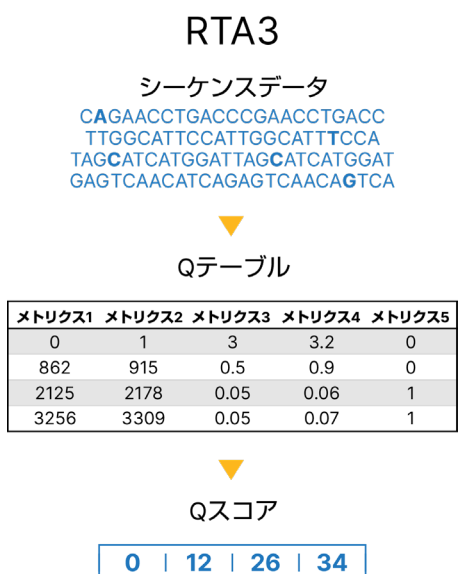 RTA3
シーケンスデータ
CAGAACCTGACCCGAACCTGACC
TTGGCATTCCATTGGCATTTCCA
TAGCATCATGGATTAGCATCATGGAT
GAGTCAACATCAGAGTCAACAGTCA
Qテーブル
メトリクス1 メトリクス2 メトリクス3 メトリクス4 メトリクス5
0 1 3 3.2 0
862 915 0.5 0.9 0
2125 2178 0.05 0.06 1
3256 3309 0.05 0.07 1
Qスコア
0 | 12 | 26 | 34